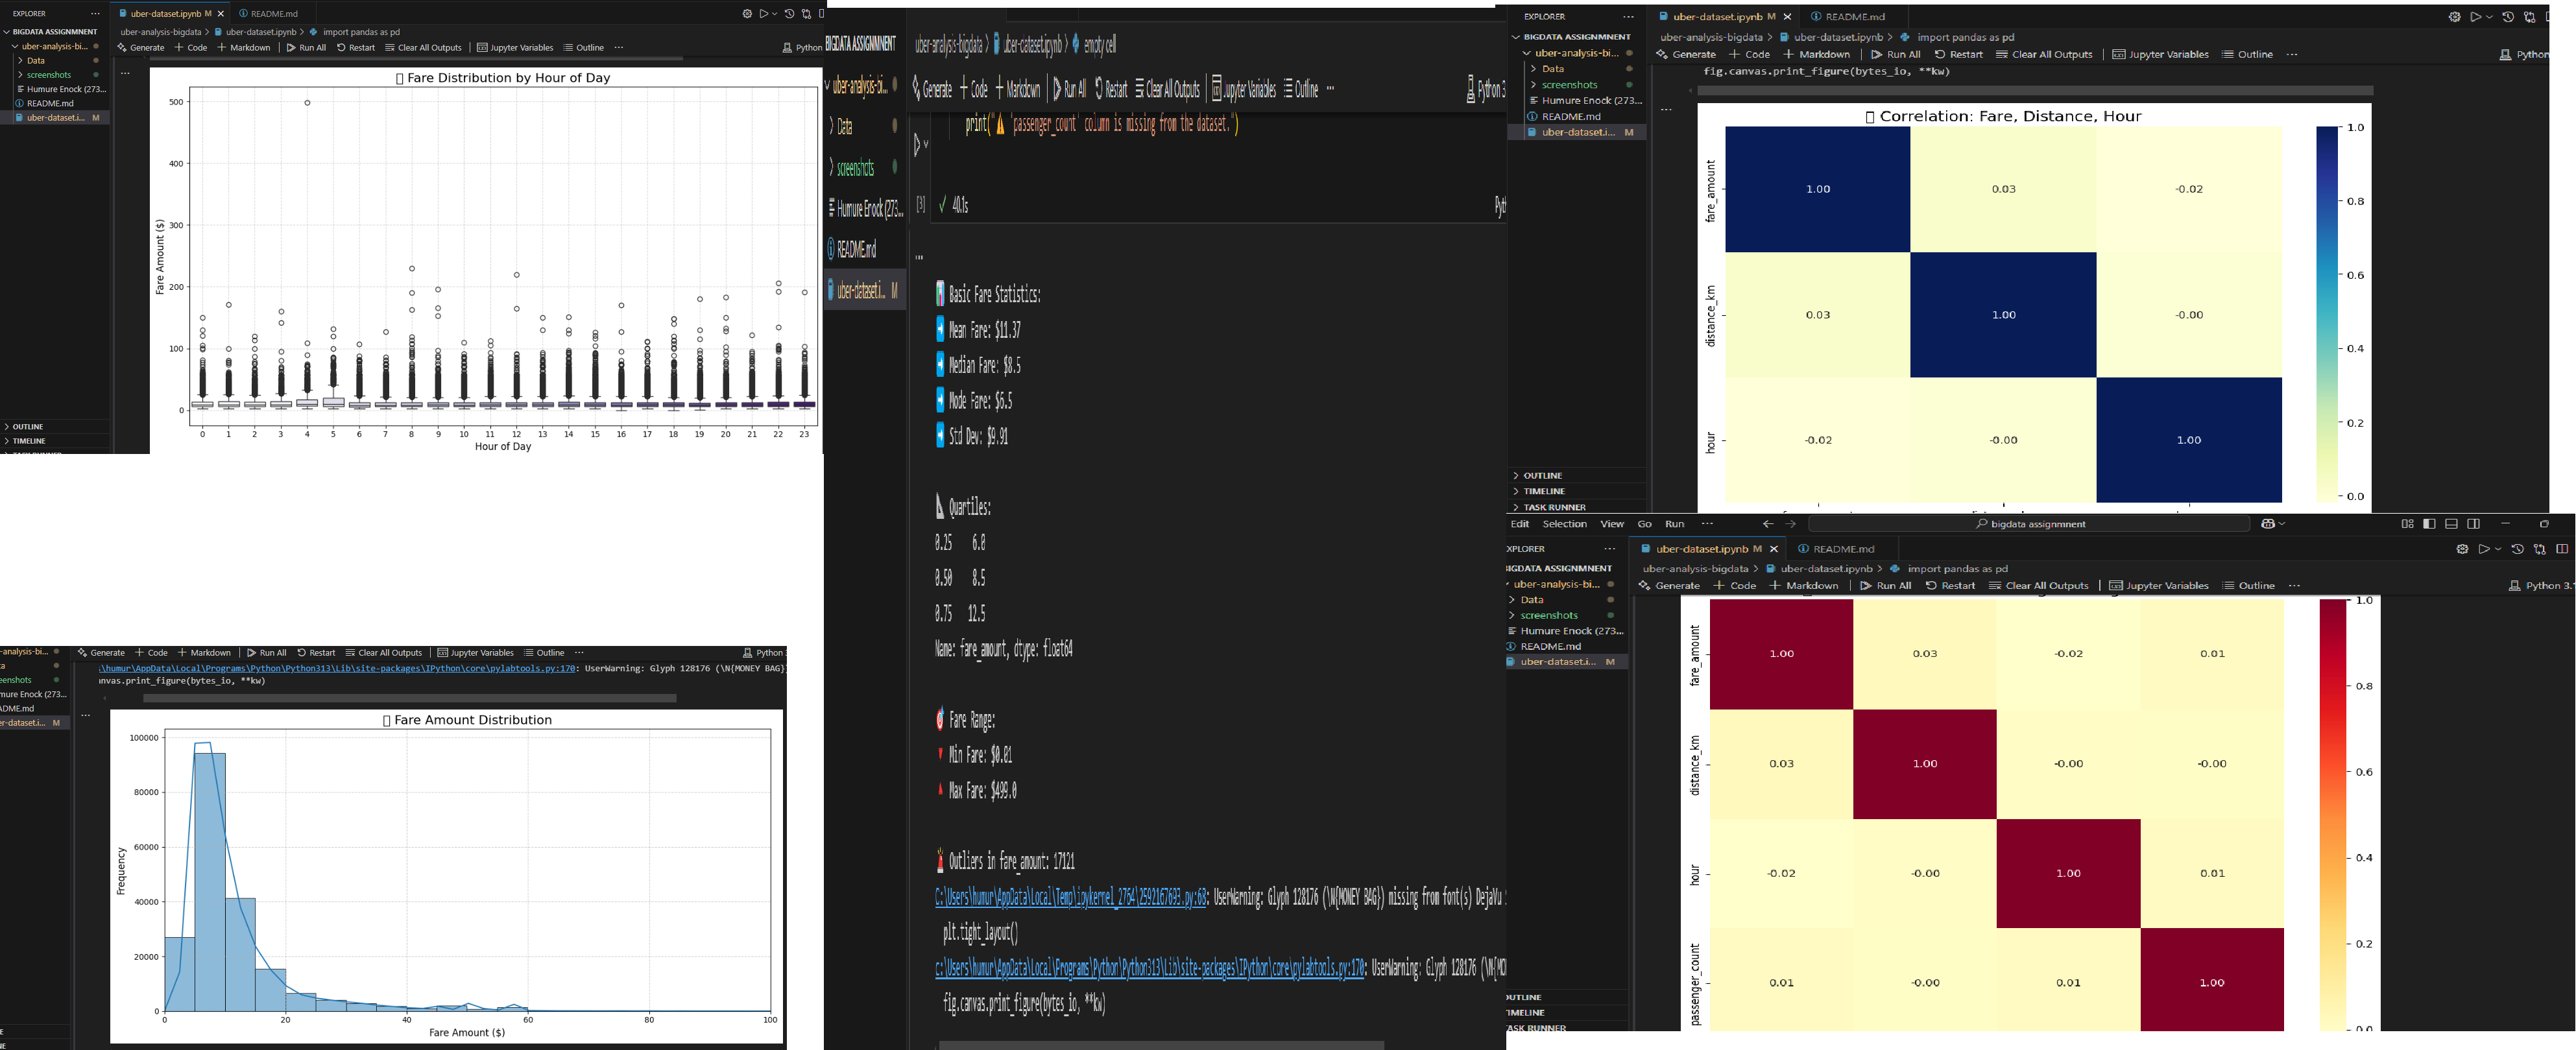 EXPLORER ···
BIGDATA ASSIGNMNENT
uber-analysis-bi...
Data
screenshots
Humure Enock (273...
README.md
uber-dataset.i... M
OUTLINE
TIMELINE
uber-dataset.ipynb M
README.md
uber-analysis-bigdata > uber-dataset.ipynb > import pandas as pd
Generate + Code + Markdown Run All Restart Clear All Outputs Jupyter Variables Outline ··· Python
Fare Distribution by Hour of Day
Fare Amount ($)
500
400
300
200
100
0
0 1 2 3 4 5 6 7 8 9 10 11 12 13 14 15 16 17 18 19 20 21 22 23
Hour of Day
analysis-bi...
README.md
Generate + Code + Markdown Run All Restart Clear All Outputs Jupyter Variables Outline ··· Python
\humur\AppData\Local\Programs\Python\Python313\Lib\site-packages\IPython\core\pylabtools.py:170: UserWarning: Glyph 128176 (\N{MONEY BAG})
nvas.print_figure(bytes_io, **kw)
Fare Amount Distribution
Frequency
100000
80000
60000
40000
20000
0
0 20 40 60 80 100
Fare Amount ($)
BIGDATA ASSIGNMNENT
uber-analysis-bi...
Data
screenshots
Humure Enock (273...
README.md
uber-dataset.i... M
uber-analysis-bigdata > uber-dataset.ipynb > empty cell
Generate + Code + Markdown Run All Restart Clear All Outputs Jupyter Variables Outline ··· Python 3
print("⚠️ 'passenger_count' column is missing from the dataset.")
[3] ✓ 40.1s Pyt
📊 Basic Fare Statistics:
➡️ Mean Fare: $11.37
➡️ Median Fare: $8.5
➡️ Mode Fare: $6.5
➡️ Std Dev: $9.91
📐 Quartiles:
0.25 6.0
0.50 8.5
0.75 12.5
Name: fare_amount, dtype: float64
🎯 Fare Range:
🔻 Min Fare: $0.01
🔺 Max Fare: $499.0
🚨 Outliers in fare_amount: 17121
C:\Users\humur\AppData\Local\Temp\ipykernel_2764\2592167693.py:68: UserWarning: Glyph 128176 (\N{MONEY BAG}) missing from font(s) DejaVu
plt.tight_layout()
c:\Users\humur\AppData\Local\Programs\Python\Python313\Lib\site-packages\IPython\core\pylabtools.py:170: UserWarning: Glyph 128176 (\N{MO
fig.canvas.print_figure(bytes_io, **kw)
EXPLORER ···
BIGDATA ASSIGNMNENT
uber-analysis-bi...
Data
screenshots
Humure Enock (273...
README.md
uber-dataset.i... M
OUTLINE
TIMELINE
TASK RUNNER
uber-dataset.ipynb M
README.md
uber-analysis-bigdata > uber-dataset.ipynb > import pandas as pd
Generate + Code + Markdown Run All Restart Clear All Outputs Jupyter Variables Outline ··· Python
fig.canvas.print_figure(bytes_io, **kw)
Correlation: Fare, Distance, Hour
fare_amount
1.00 0.03 -0.02
distance_km
0.03 1.00 -0.00
hour
-0.02 -0.00 1.00
1.0
0.8
0.6
0.4
0.2
0.0
Edit Selection View Go Run ···
bigdata assignmnent
XPLORER ···
IGDATA ASSIGNMNENT
uber-analysis-bi...
Data
screenshots
Humure Enock (273...
README.md
uber-dataset.i... M
OUTLINE
TIMELINE
ASK RUNNER
uber-dataset.ipynb M
README.md
uber-analysis-bigdata > uber-dataset.ipynb > import pandas as pd
Generate + Code + Markdown Run All Restart Clear All Outputs Jupyter Variables Outline ··· Python 3.1
fare_amount
1.00 0.03 -0.02 0.01
distance_km
0.03 1.00 -0.00 -0.00
hour
-0.02 -0.00 1.00 0.01
passenger_count
0.01 -0.00 0.01 1.00
1.0
0.8
0.6
0.4
0.2
0.0